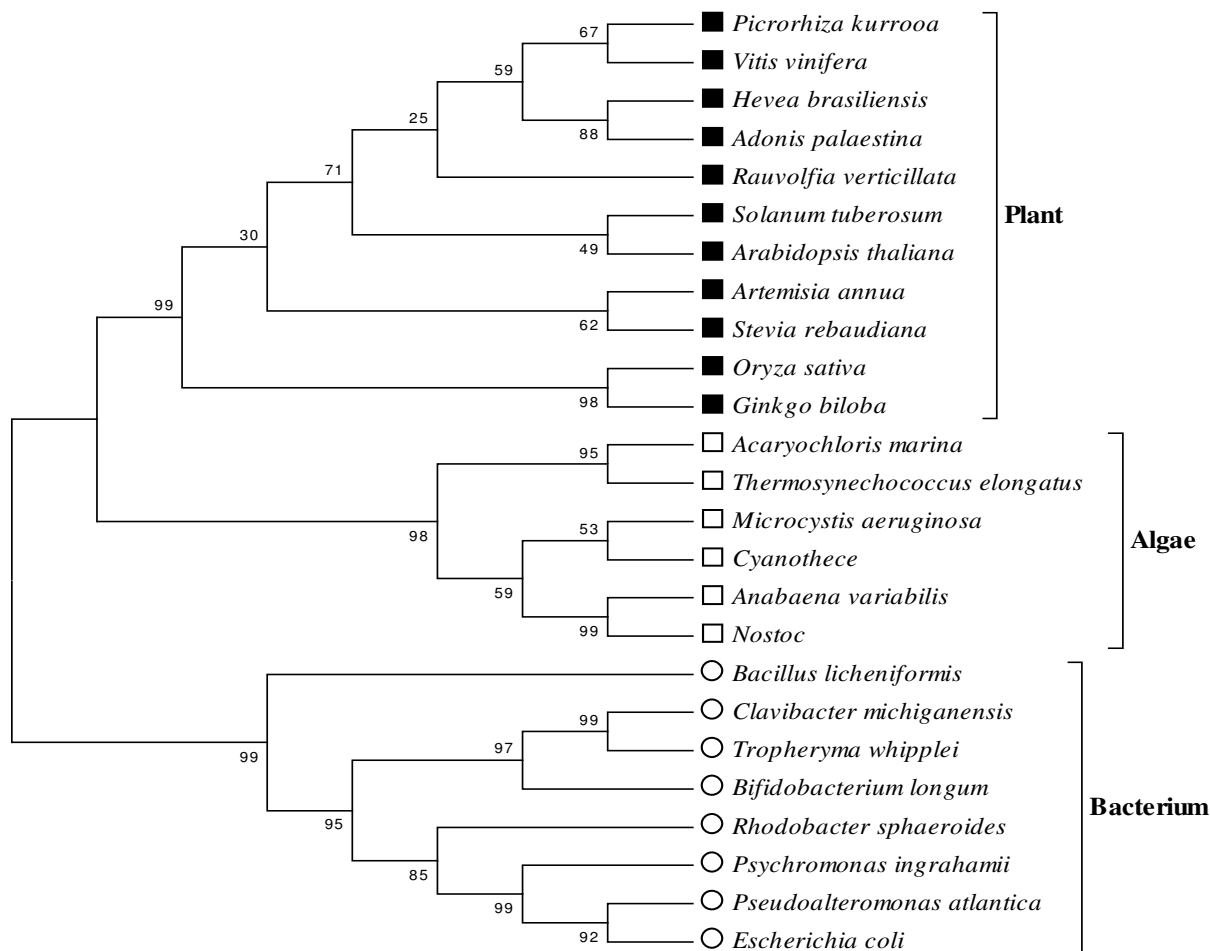 Picrorhiza kurrooa
67
Vitis vinifera
59
Hevea brasiliensis
25
88
Adonis palaestina
71
Rauvolfia verticillata
Plant
Solanum tuberosum
30
49
Arabidopsis thaliana
99
Artemisia annua
62
Stevia rebaudiana
Oryza sativa
98
Ginkgo biloba
95
Acaryochloris marina
Thermosynechococcus elongatus
98
53
Microcystis aeruginosa
Algae
Cyanothece
59
Anabaena variabilis
99
Nostoc
Bacillus licheniformis
99
99
Clavibacter michiganensis
97
Tropheryma whipplei
Bifidobacterium longum
Bacterium
95
Rhodobacter sphaeroides
85
Psychromonas ingrahamii
99
Pseudoalteromonas atlantica
92
Escherichia coli